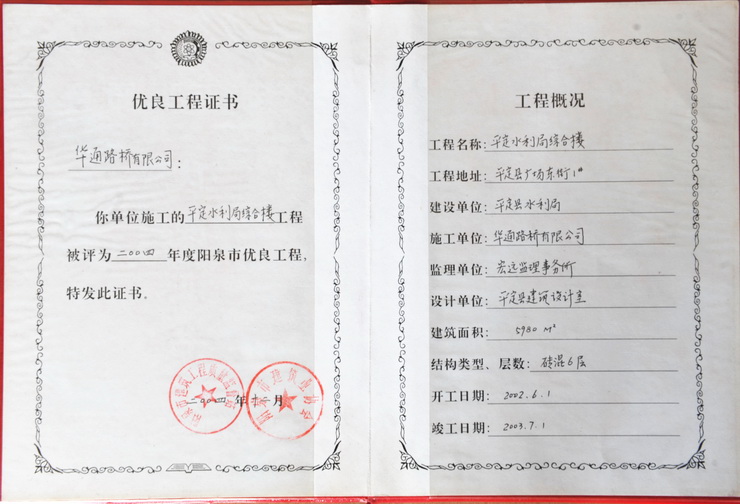 优良工程证书
华通路桥有限公司:
你单位施工的平定水利局综合楼工程
被评为二00四年度阳泉市优良工程,
特发此证书。
二00四年十一月
工程概况
工程名称:平定水利局综合楼
工程地址:平定县广场东街1#
建设单位:平定县水利局
施工单位:华通路桥有限公司
监理单位:宏远监理事务所
设计单位:平定县建筑设计室
建筑面积:5980 M²
结构类型、层数:砖混6层
开工日期:2002.6.1
竣工日期:2003.7.1